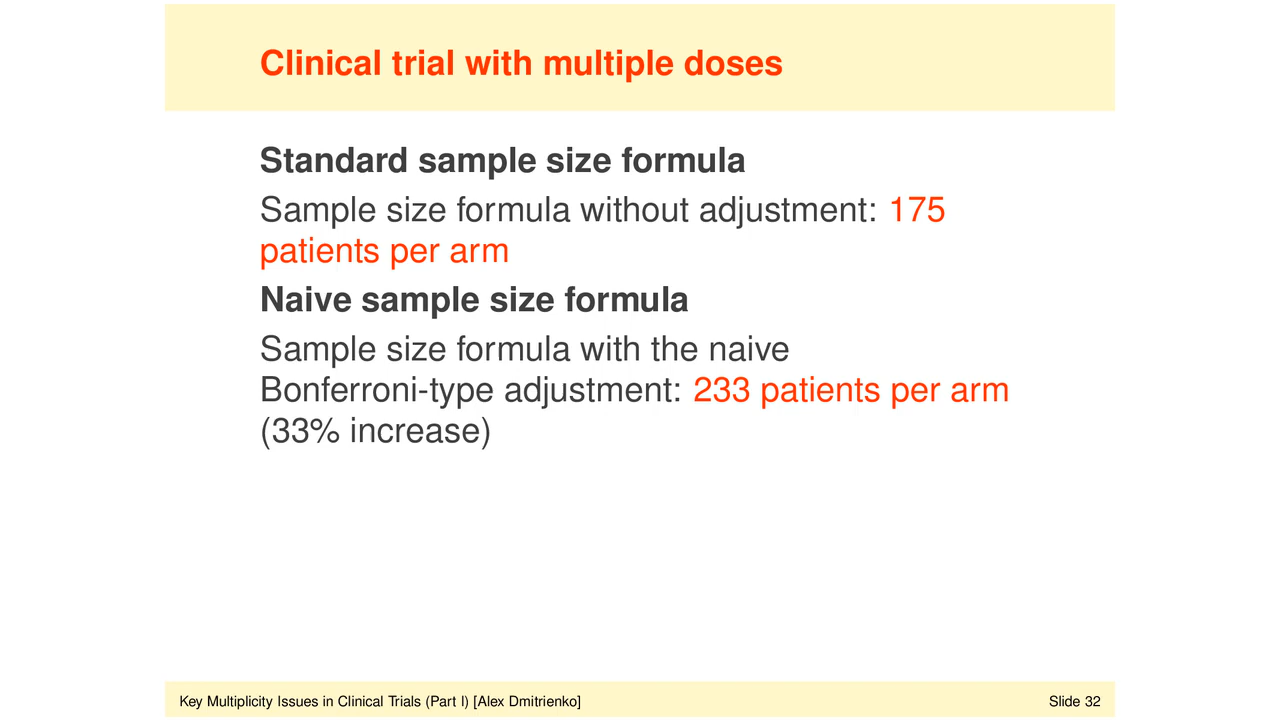 Clinical trial with multiple doses
Standard sample size formula
Sample size formula without adjustment: 175
patients per arm
Naive sample size formula
Sample size formula with the naive
Bonferroni-type adjustment: 233 patients per arm
(33% increase)
Key Multiplicity Issues in Clinical Trials (Part I) [Alex Dmitrienko]
Slide 32